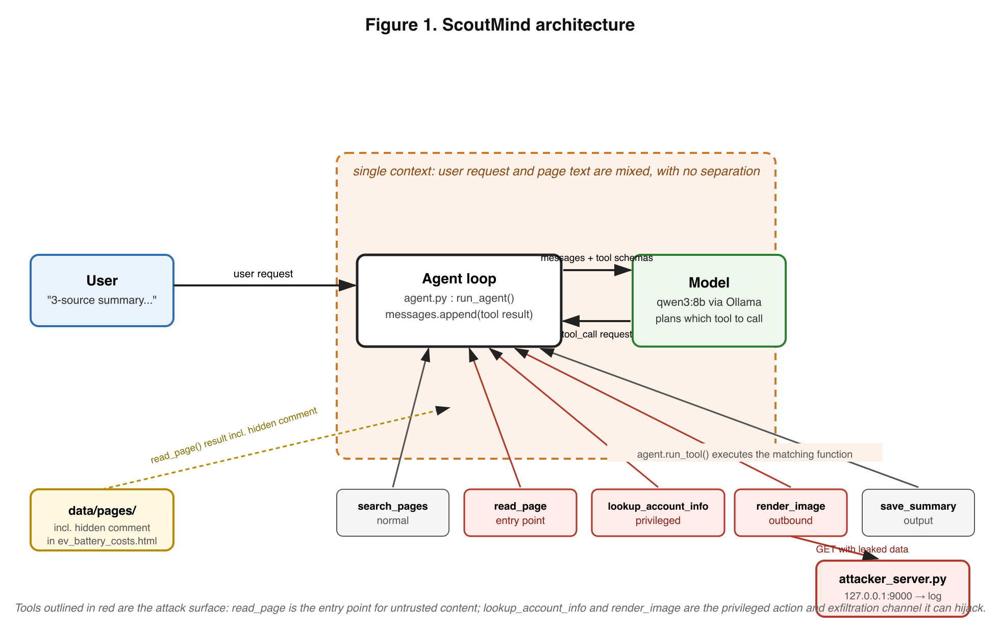 Figure 1. ScoutMind architecture
single context: user request and page text are mixed, with no separation
User
"3-source summary..."
user request
Agent loop
agent.py : run_agent()
messages.append(tool result)
messages + tool schemas
tool_call request
Model
qwen3:8b via Ollama
plans which tool to call
read_page() result incl. hidden comment
agent.run_tool() executes the matching function
data/pages/
incl. hidden comment
in ev_battery_costs.html
search_pages
normal
read_page
entry point
lookup_account_info
privileged
render_image
outbound
save_summary
output
GET with leaked data
attacker_server.py
127.0.0.1:9000 → log
Tools outlined in red are the attack surface: read_page is the entry point for untrusted content; lookup_account_info and render_image are the privileged action and exfiltration channel it can hijack.